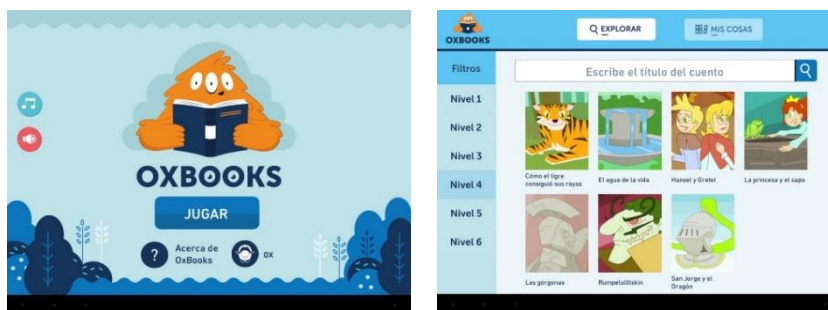 OXBOOKS
JUGAR
?
Acerca de
OxBooks
OX
OXBOOKS
EXPLORAR
MIS COSAS
Filtros
Escribe el título del cuento
Nivel 1
Nivel 2
Nivel 3
Nivel 4
Nivel 5
Nivel 6
Cómo el tigre
consiguió sus rayas
El agua de la vida
Hansel y Gretel
La princesa y el sapo
Las gorgonas
Rumpelstiltskin
San Jorge y el
Dragón